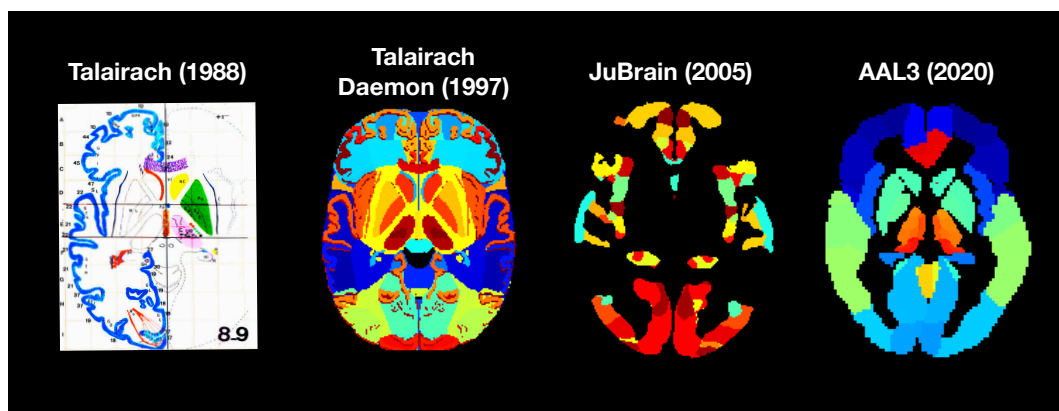 Talairach (1988)
Talairach
Daemon (1997)
JuBrain (2005)
AAL3 (2020)
8-9